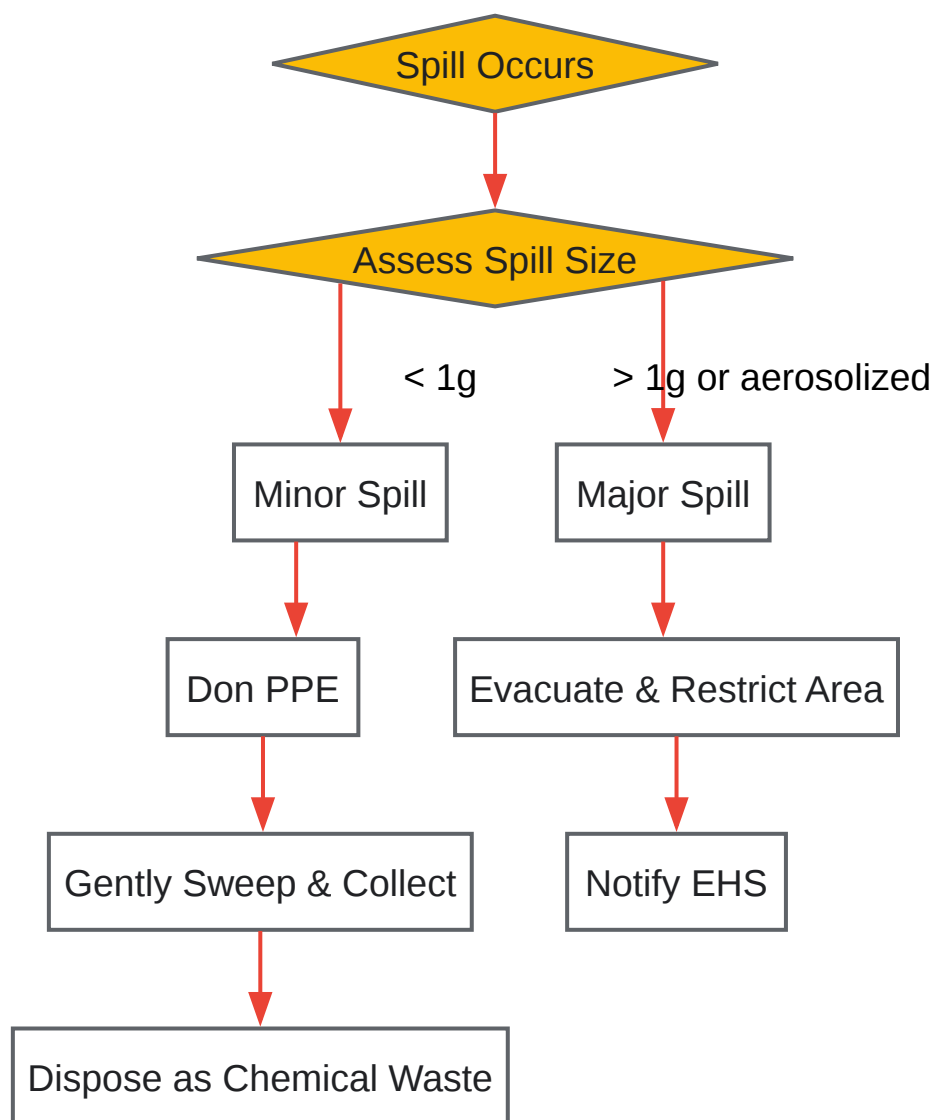 Spill Occurs
Assess Spill Size
< 1g
> 1g or aerosolized
Minor Spill
Major Spill
Don PPE
Evacuate & Restrict Area
Gently Sweep & Collect
Notify EHS
Dispose as Chemical Waste